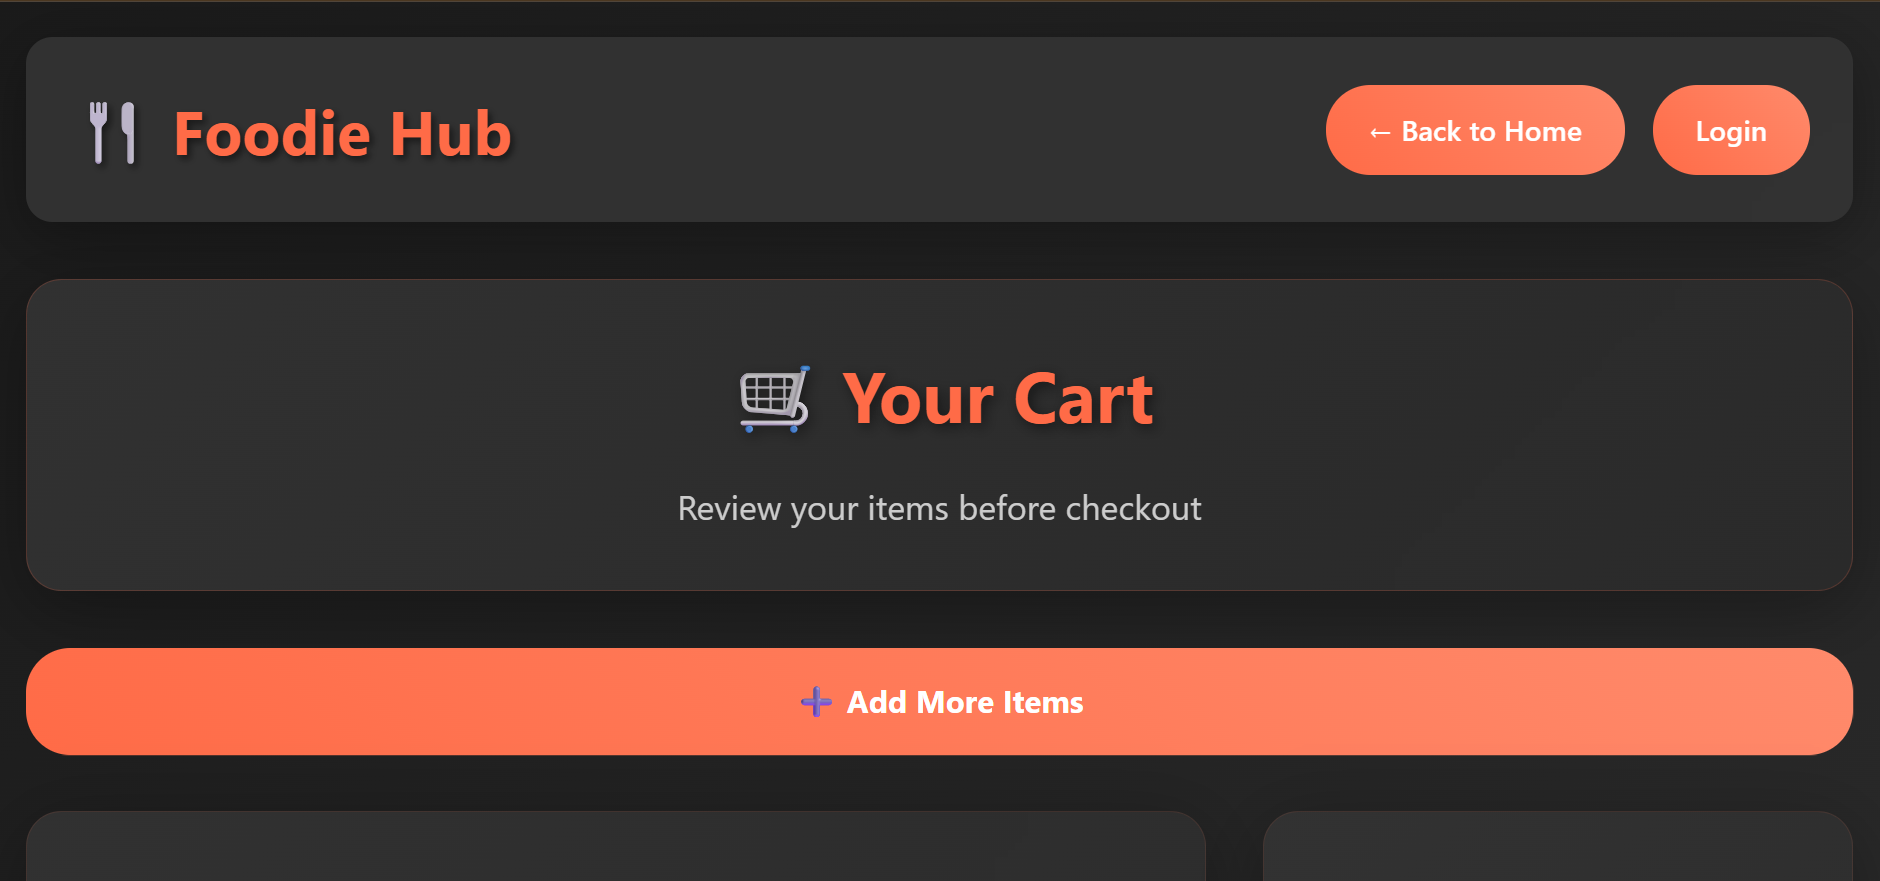 Foodie Hub
← Back to Home
Login
Your Cart
Review your items before checkout
Add More Items